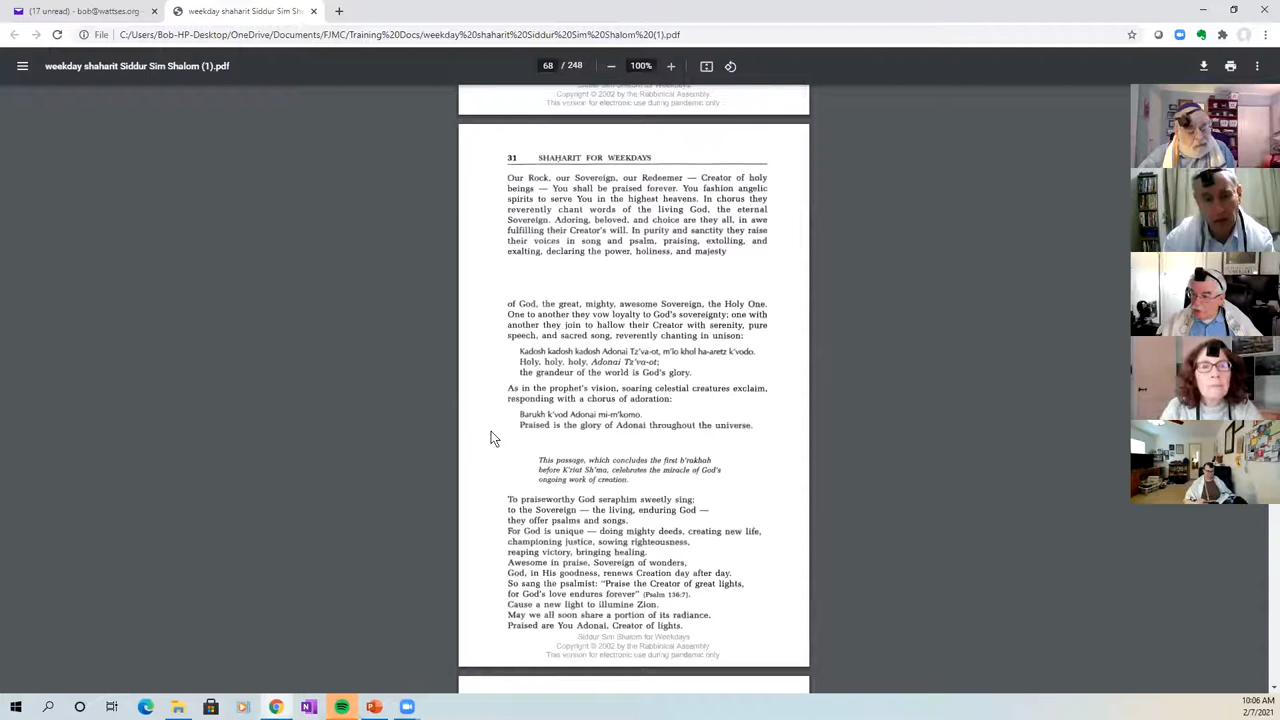 (17 unread) - bob@watses.org -
weekday shaharit Siddur Sim Sh
File
C:/Users/Bob-HP-Desktop/OneDrive/Documents/FJMC/Training%20Docs/weekday%20shaharit%20Siddur%20Sim%20Shalom%20(1).pdf
weekday shaharit Siddur Sim Shalom (1).pdf
68 / 248
100%
Siddur Sim Shalom for Weekdays
Copyright © 2002 by the Rabbinical Assembly
This version for electronic use during pandemic only
31 SHAḤARIT FOR WEEKDAYS
Our Rock, our Sovereign, our Redeemer — Creator of holy
beings — You shall be praised forever. You fashion angelic
spirits to serve You in the highest heavens. In chorus they
reverently chant words of the living God, the eternal
Sovereign. Adoring, beloved, and choice are they all, in awe
fulfilling their Creator's will. In purity and sanctity they raise
their voices in song and psalm, praising, extolling, and
exalting, declaring the power, holiness, and majesty
of God, the great, mighty, awesome Sovereign, the Holy One.
One to another they vow loyalty to God's sovereignty; one with
another they join to hallow their Creator with serenity, pure
speech, and sacred song, reverently chanting in unison:
Kadosh kadosh kadosh Adonai Tz'va-ot, m'lo khol ha-aretz k'vodo.
Holy, holy, holy, Adonai Tz'va-ot;
the grandeur of the world is God's glory.
As in the prophet's vision, soaring celestial creatures exclaim,
responding with a chorus of adoration:
Barukh k'vod Adonai mi-m'komo.
Praised is the glory of Adonai throughout the universe.
This passage, which concludes the first b'rakhah
before K'riat Sh'ma, celebrates the miracle of God's
ongoing work of creation.
To praiseworthy God seraphim sweetly sing;
to the Sovereign — the living, enduring God —
they offer psalms and songs.
For God is unique — doing mighty deeds, creating new life,
championing justice, sowing righteousness,
reaping victory, bringing healing.
Awesome in praise, Sovereign of wonders,
God, in His goodness, renews Creation day after day.
So sang the psalmist: "Praise the Creator of great lights,
for God's love endures forever" [Psalm 136:7].
Cause a new light to illumine Zion.
May we all soon share a portion of its radiance.
Praised are You Adonai, Creator of lights.
Siddur Sim Shalom for Weekdays
Copyright © 2002 by the Rabbinical Assembly
This version for electronic use during pandemic only
10:06 AM
2/7/2021